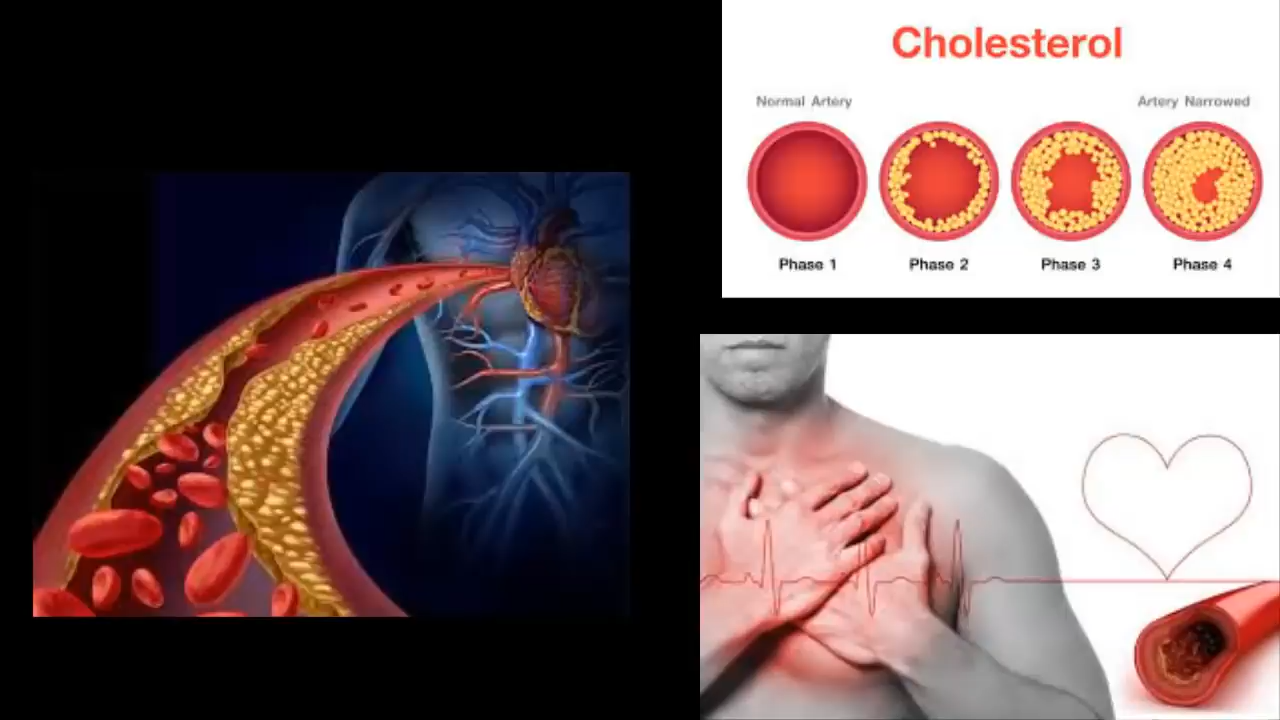 Cholesterol
Normal Artery
Artery Narrowed
Phase 1
Phase 2
Phase 3
Phase 4